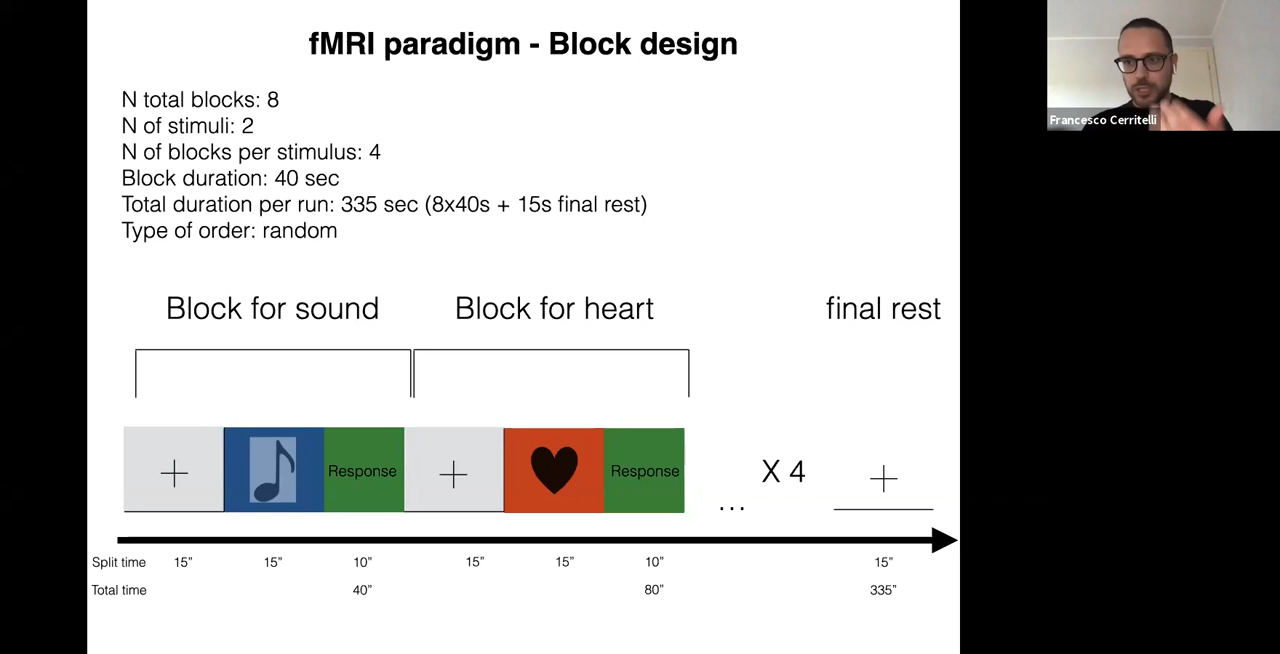 fMRI paradigm - Block design
N total blocks: 8
N of stimuli: 2
N of blocks per stimulus: 4
Block duration: 40 sec
Total duration per run: 335 sec (8x40s + 15s final rest)
Type of order: random
Block for sound Block for heart final rest
Response Response X 4
...
Split time 15” 15” 10” 15” 15” 10” 15”
Total time 40” 80” 335”
Francesco Cerritelli